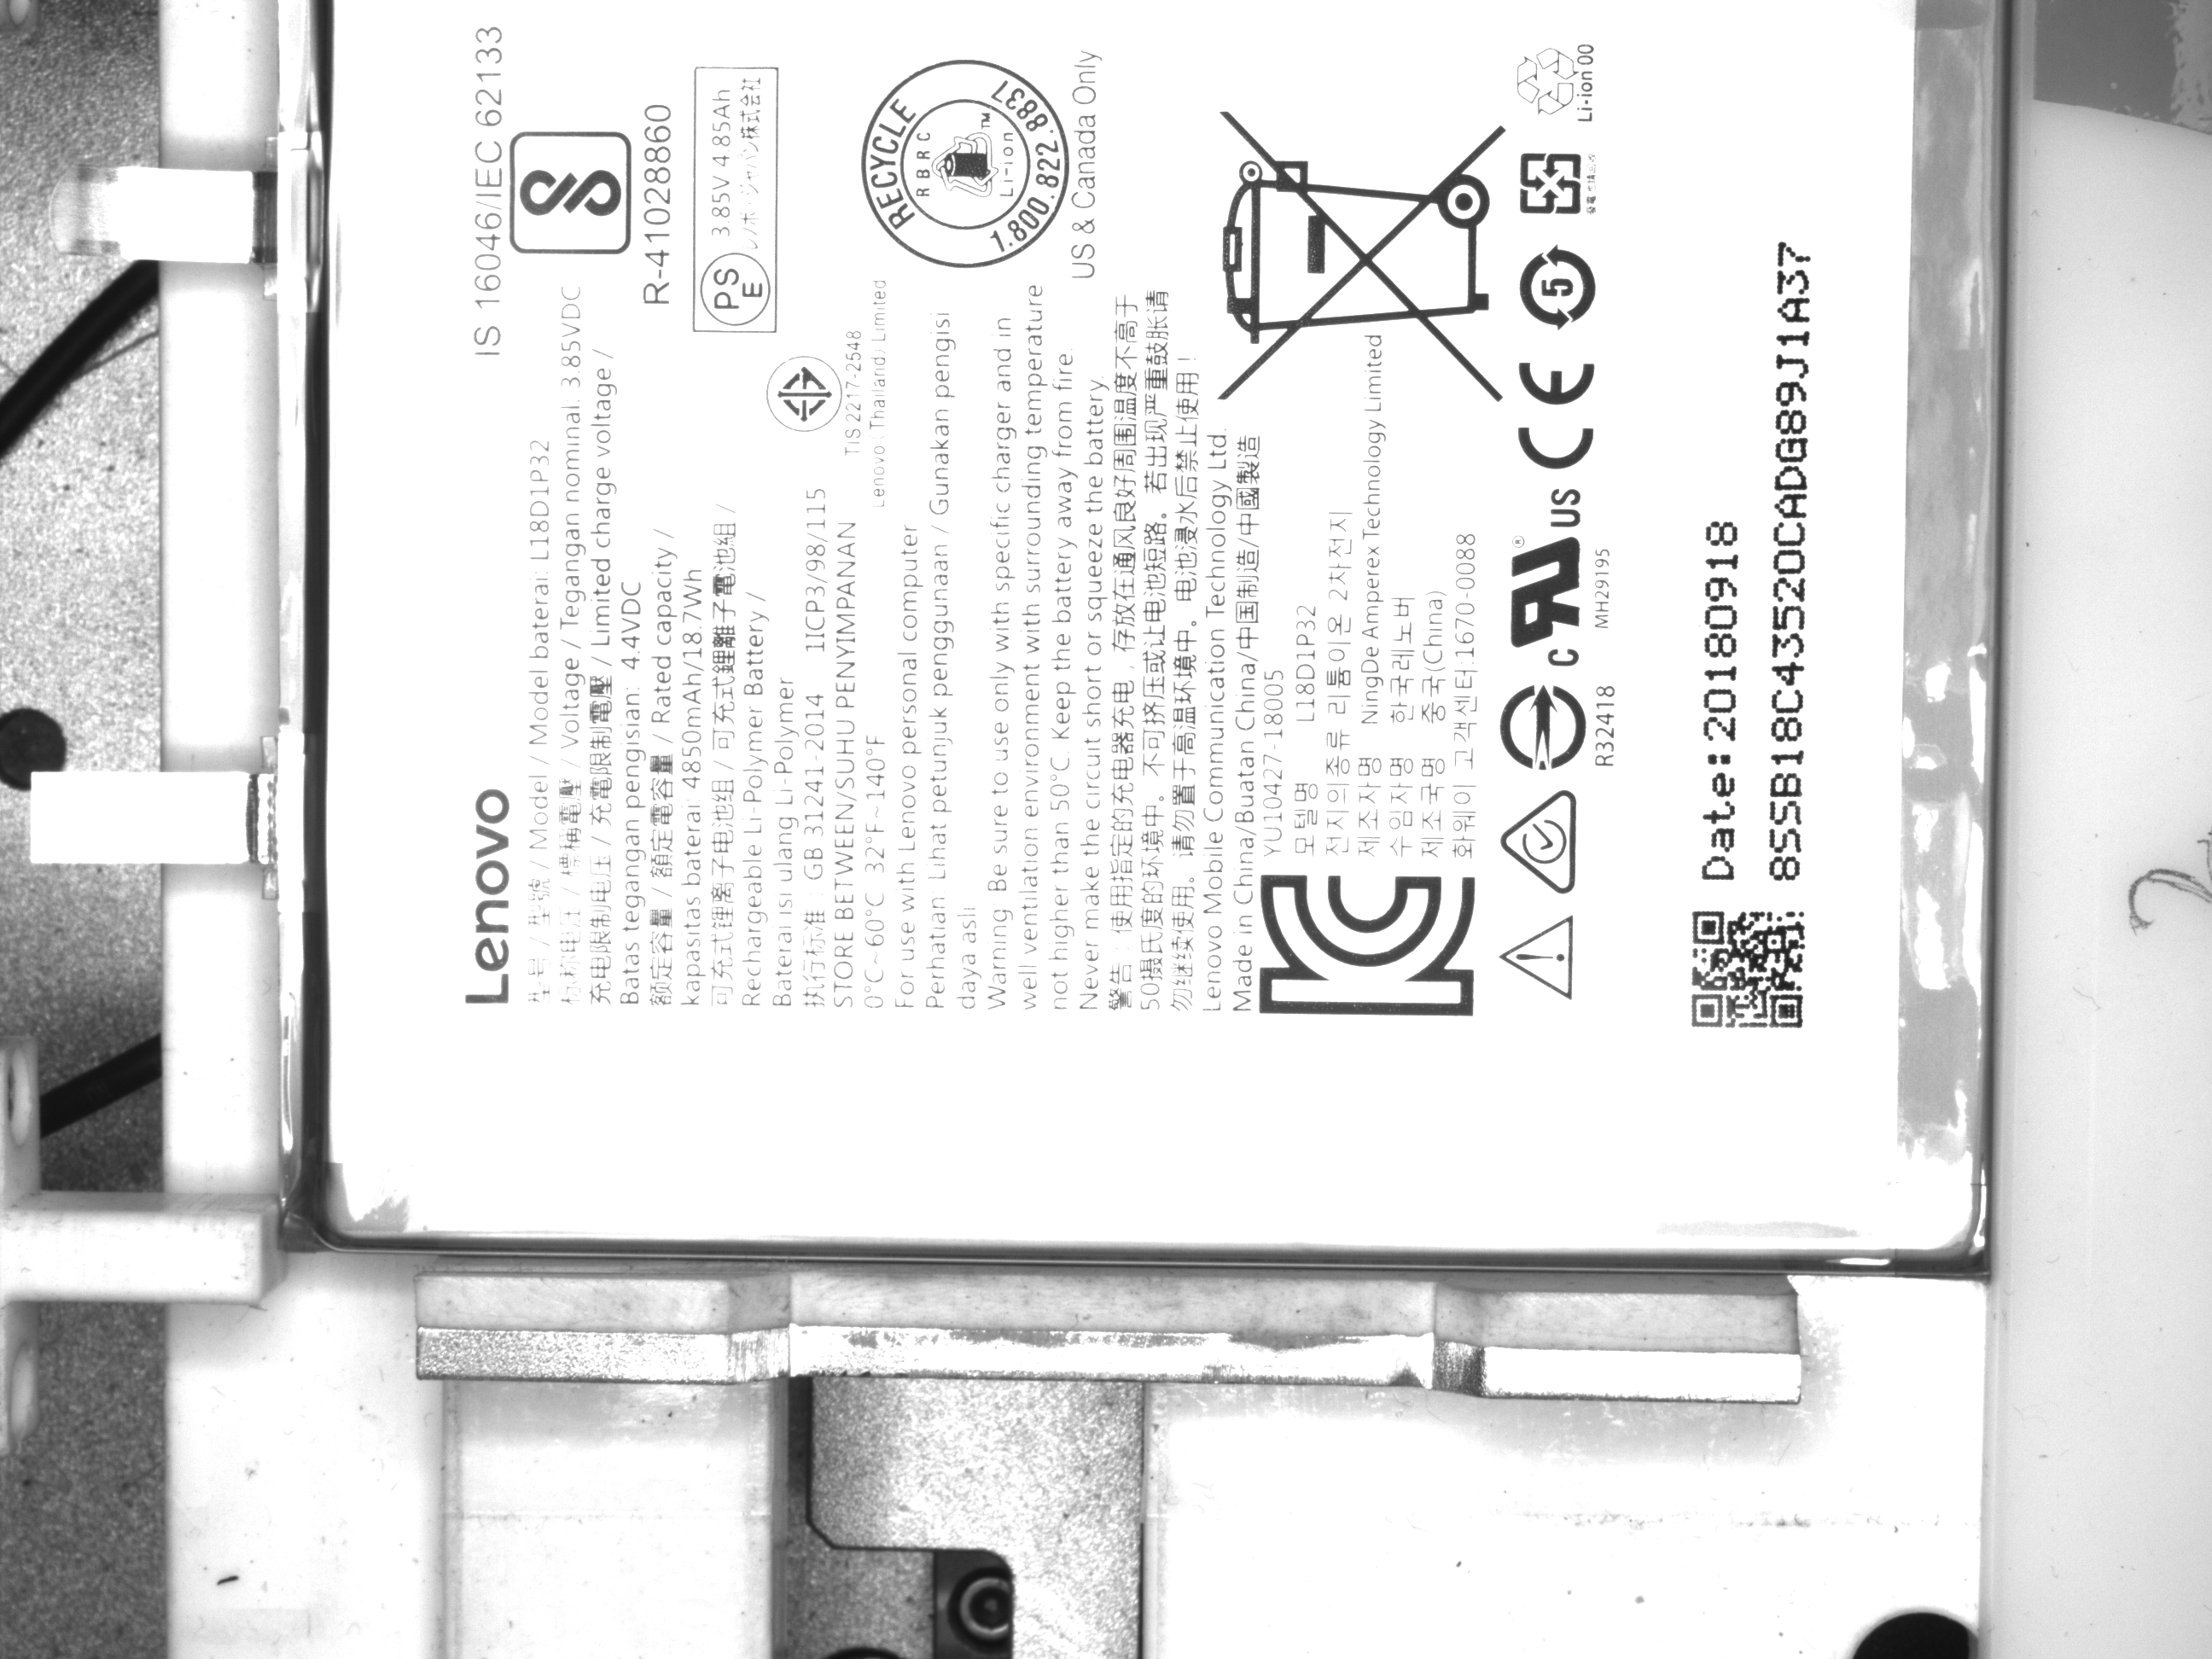 Lenovo
IS 16046/IEC 62133
型号 / 型號 / Model / Model baterai: L18D1P32
标称电压 / 標稱電壓 / Voltage / Tegangan nominal: 3.85VDC
充电限制电压 / 充電限制電壓 / Limited charge voltage /
Batas tegangan pengisian: 4.4VDC
额定容量 / 額定電容量 / Rated capacity /
kapasitas baterai: 4850mAh/18.7Wh
可充式锂离子电池组 / 可充式鋰離子電池組 /
Rechargeable Li-Polymer Battery /
Baterai isi ulang Li-Polymer
执行标准: GB 31241-2014 1ICP3/98/115
STORE BETWEEN/SUHU PENYIMPANAN
0°C~60°C 32°F~140°F
For use with Lenovo personal computer
Perhatian: Lihat petunjuk penggunaan / Gunakan pengisi
daya asli
Warning: Be sure to use only with specific charger and in
well ventilation environment with surrounding temperature
not higher than 50°C. Keep the battery away from fire.
Never make the circuit short or squeeze the battery.
警告：使用指定的充电器充电，存放在通风良好周围温度不高于
50摄氏度的环境中。不可挤压或让电池短路。若出现严重鼓胀请
勿继续使用。请勿置于高温环境中。电池浸水后禁止使用！
Lenovo Mobile Communication Technology Ltd.
Made in China/Buatan China/中国制造/中國製造
R-41028860
PS
E
3.85V 4.85Ah
レノボ・ジャパン株式会社
TIS 2217-2548
Lenovo (Thailand) Limited
RECYCLE
RBRC
Li-ion
TM
1.800.822.8837
US & Canada Only
YU10427-18005
모델명 L18D1P32
전지의종류 리튬이온 2차전지
제조자명 NingDe Amperex Technology Limited
수입자명 한국레노버
제조국명 중국(China)
화웨이 고객센터:1670-0088
R32418
c RU US ®
MH29195
CE
5
Li-ion 00
Date:20180918
8SSB18C43520CADG89J1A37